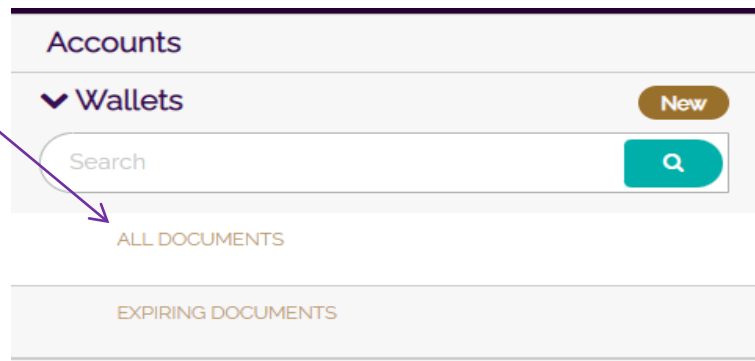 Accounts
Wallets
New
Search
ALL DOCUMENTS
EXPIRING DOCUMENTS